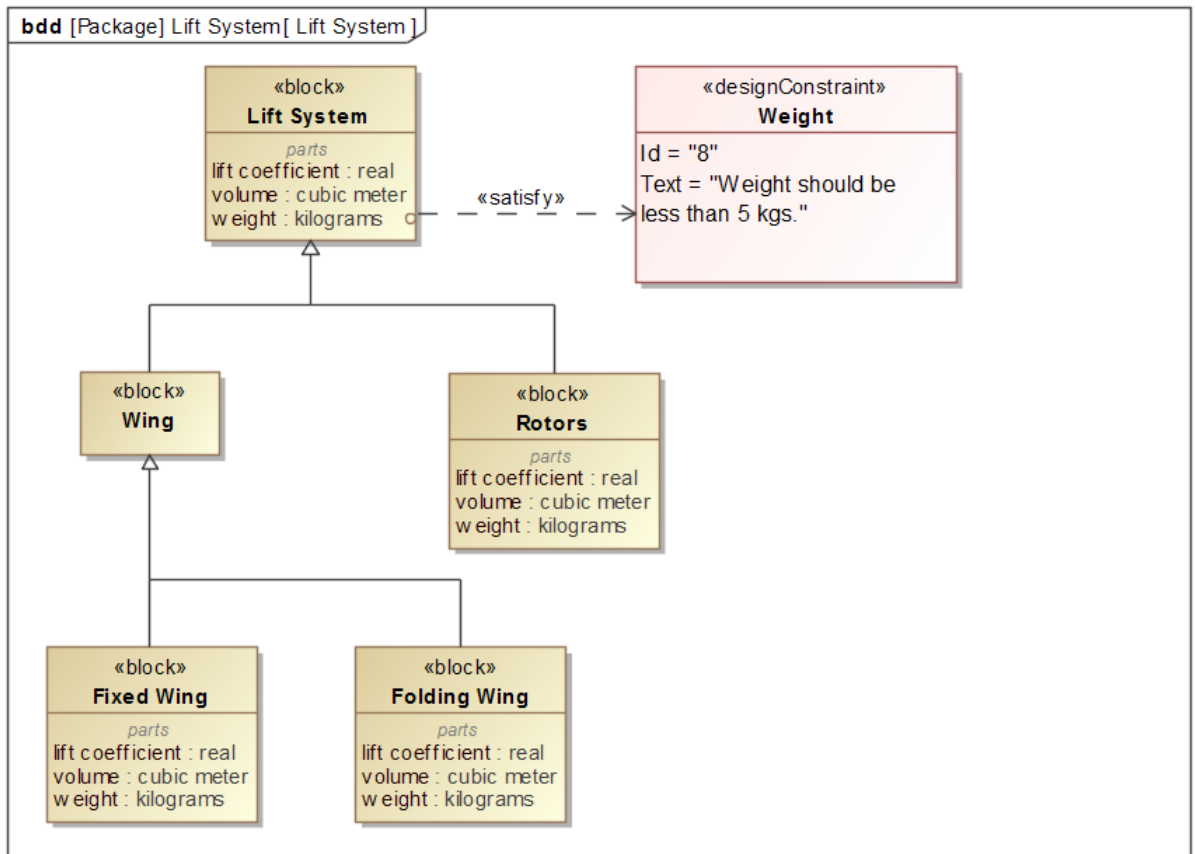 bdd [Package] Lift System[ Lift System ]
«block»
Lift System
parts
lift coefficient : real
volume : cubic meter
weight : kilograms
«satisfy»
«designConstraint»
Weight
Id = "8"
Text = "Weight should be
less than 5 kgs."
«block»
Wing
«block»
Rotors
parts
lift coefficient : real
volume : cubic meter
weight : kilograms
«block»
Fixed Wing
parts
lift coefficient : real
volume : cubic meter
weight : kilograms
«block»
Folding Wing
parts
lift coefficient : real
volume : cubic meter
weight : kilograms